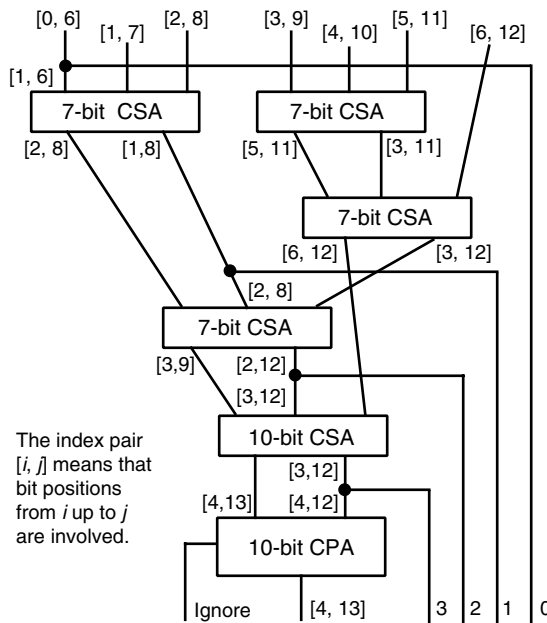 [0, 6]
[1, 7]
[2, 8]
[3, 9]
[4, 10]
[5, 11]
[6, 12]
[1, 6]
7-bit CSA
7-bit CSA
[2, 8]
[1,8]
[5, 11]
[3, 11]
7-bit CSA
[6, 12]
[3, 12]
[2, 8]
7-bit CSA
[3,9]
[2,12]
[3,12]
10-bit CSA
The index pair
[i, j] means that
bit positions
from i up to j
are involved.
[3,12]
[4,13]
[4,12]
10-bit CPA
Ignore
[4, 13]
3
2
1
0